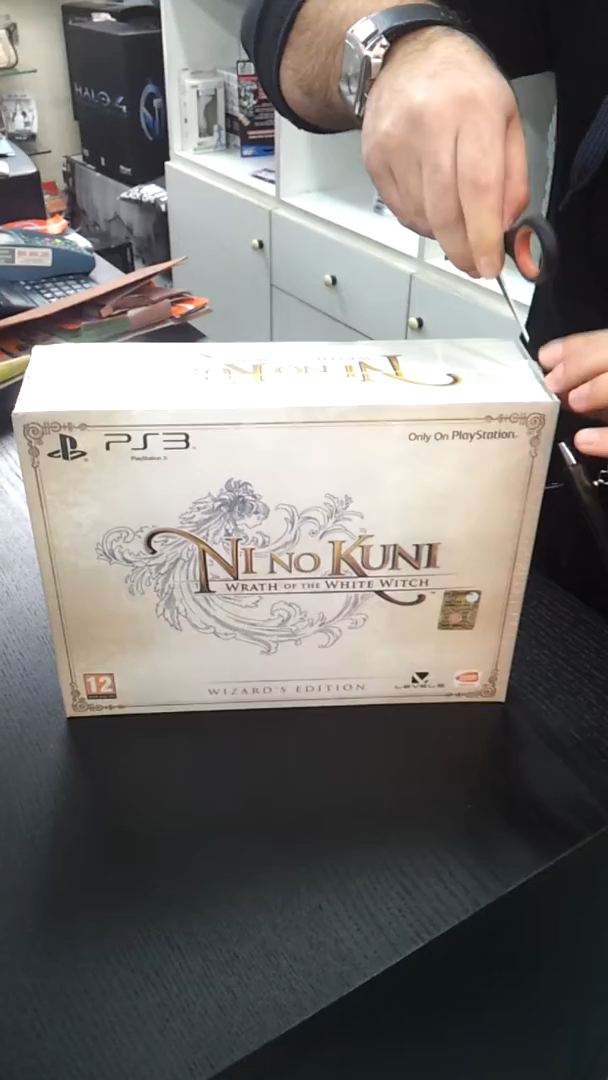 HALO 4
NI NO KUNI
PS3
PlayStation 3
Only On PlayStation
NI NO KUNI
WRATH OF THE WHITE WITCH
™
12
WIZARD'S EDITION
LEVEL5